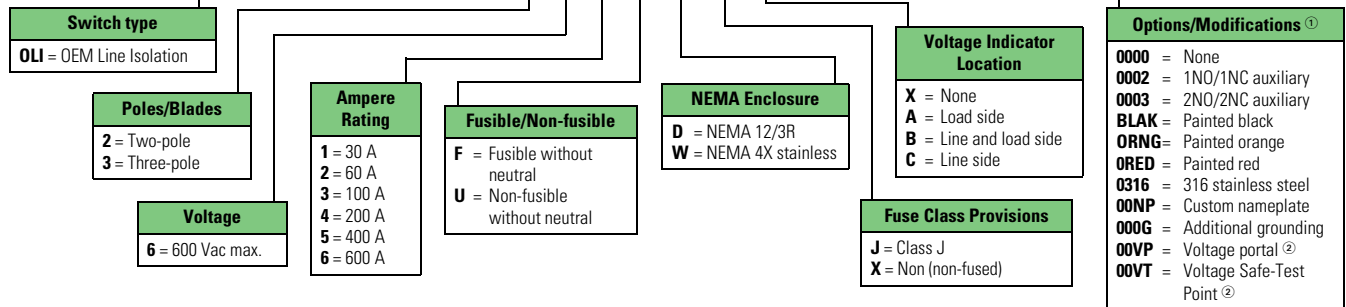 Switch type
OLI = OEM Line Isolation
Poles/Blades
2 = Two-pole
3 = Three-pole
Voltage
6 = 600 Vac max.
Ampere
Rating
1 = 30 A
2 = 60 A
3 = 100 A
4 = 200 A
5 = 400 A
6 = 600 A
Fusible/Non-fusible
F = Fusible without
neutral
U = Non-fusible
without neutral
NEMA Enclosure
D = NEMA 12/3R
W = NEMA 4X stainless
Voltage Indicator
Location
X = None
A = Load side
B = Line and load side
C = Line side
Fuse Class Provisions
J = Class J
X = Non (non-fused)
Options/Modifications ①
0000 = None
0002 = 1NO/1NC auxiliary
0003 = 2NO/2NC auxiliary
BLAK = Painted black
ORNG= Painted orange
0RED = Painted red
0316 = 316 stainless steel
00NP = Custom nameplate
000G = Additional grounding
00VP = Voltage portal ②
00VT = Voltage Safe-Test
Point ②